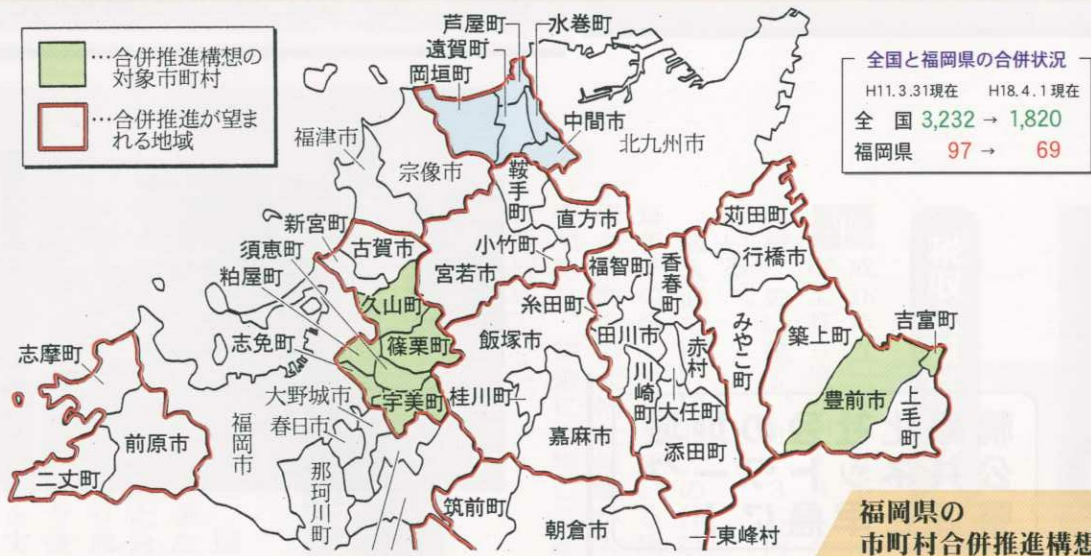 …合併推進構想の
対象市町村
…合併推進が望ま
れる地域
全国と福岡県の合併状況
H11.3.31現在 H18.4.1現在
全 国 3,232 → 1,820
福岡県 97 → 69
芦屋町
水巻町
遠賀町
岡垣町
中間市
北九州市
福津市
宗像市
鞍手町
直方市
苅田町
新宮町
古賀市
小竹町
行橋市
須恵町
宮若市
福智町
香春町
粕屋町
久山町
糸田町
みやこ町
築上町
吉富町
志免町
篠栗町
飯塚市
田川市
赤村
志摩町
大野城市
宇美町
桂川町
川崎町
大任町
豊前市
上毛町
春日市
前原市
福岡市
嘉麻市
添田町
二丈町
那珂川町
筑前町
朝倉市
東峰村
福岡県の
市町村合併推進構想